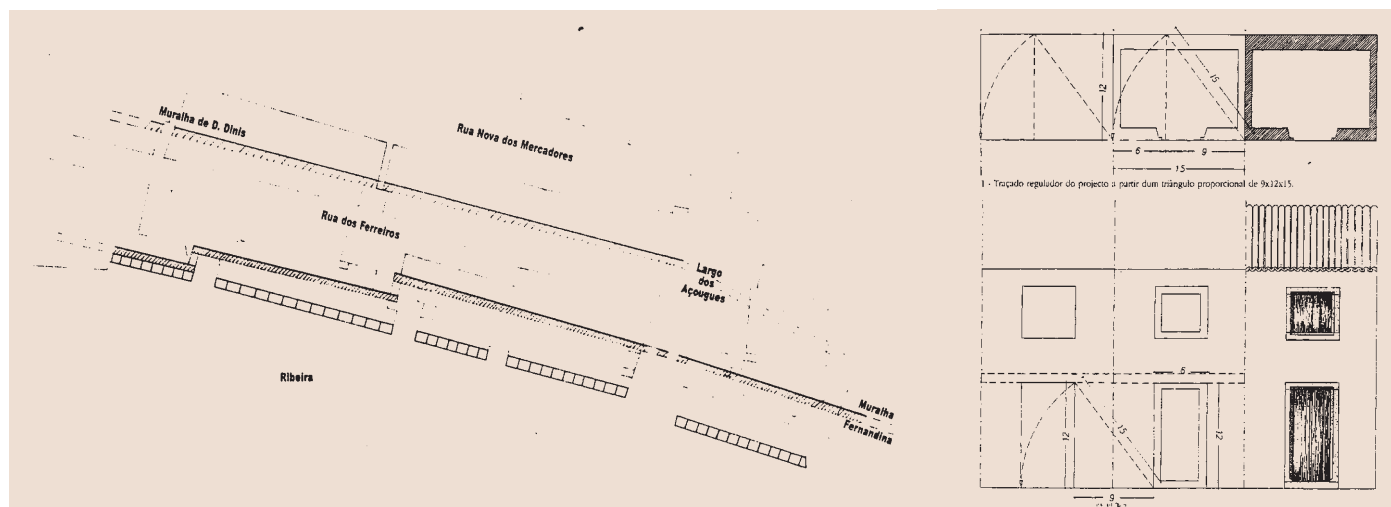 Muralha de D. Dinis
Rua Nova dos Mercadores
Rua dos Ferreiros
Largo
dos
Açougues
Ribeira
Muralha
Fernandina
12
15
6
9
15
1 - Traçado regulador do projecto a partir dum triângulo proporcional de 9x12x15.
6
12
15
12
9